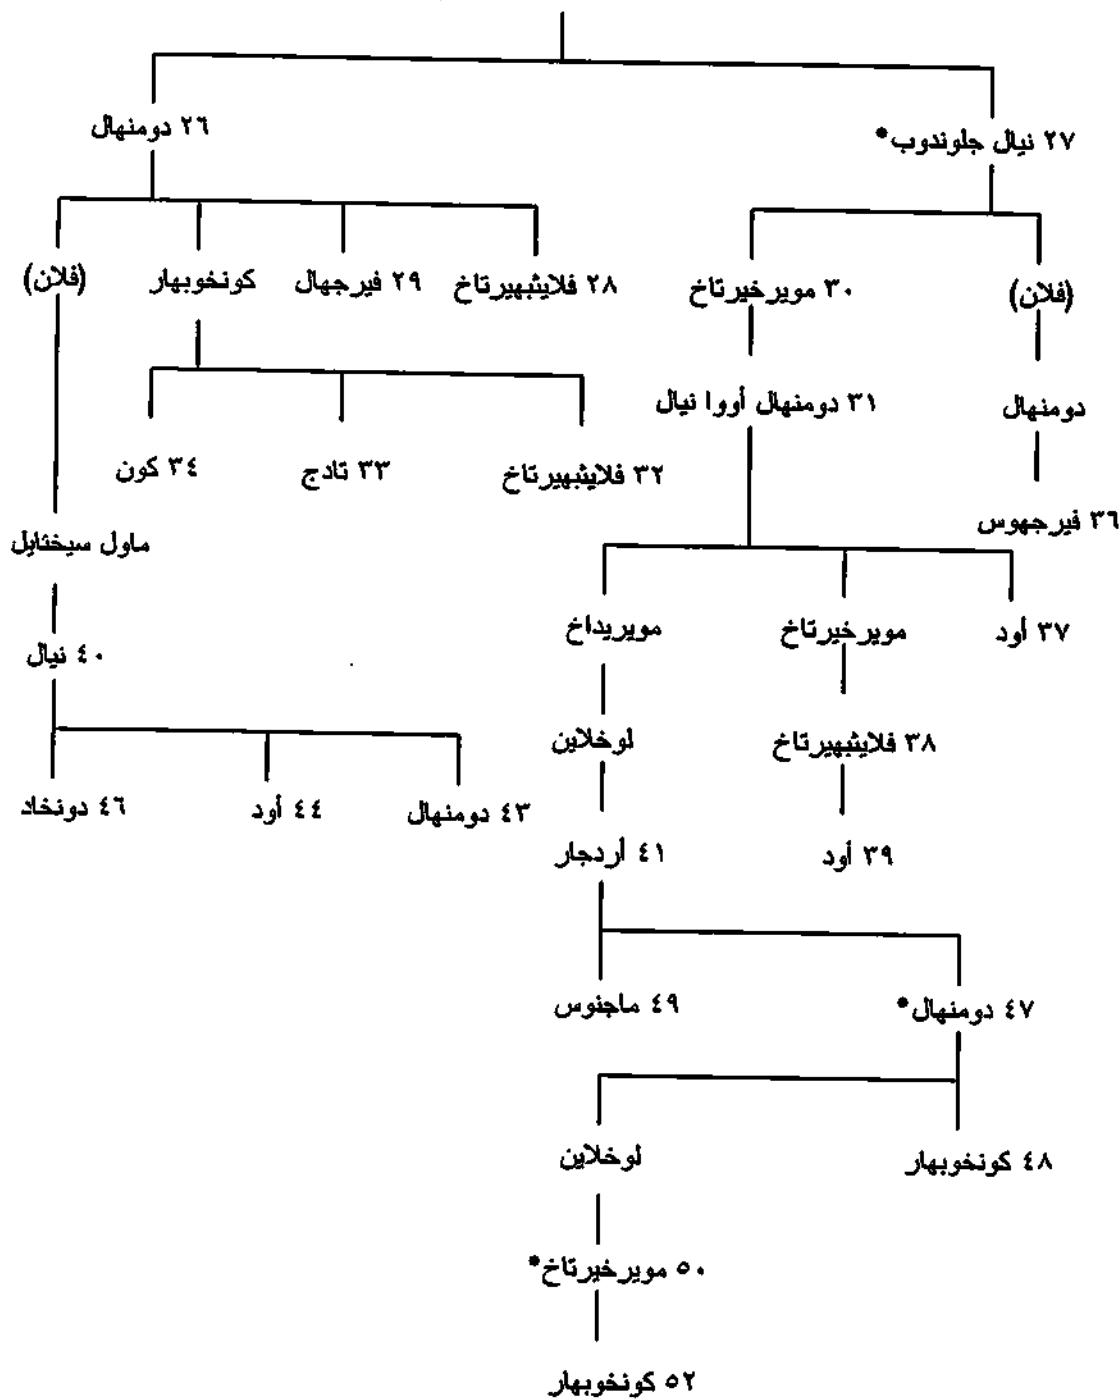 ٢٧ نيال جلوندوب*
٢٦ دومنهال
(فلان)
٣٠ مويرخيرتاخ
٢٨ فلايثبهيرتاخ
٢٩ فيرجهال
كونخوبهار
(فلان)
دومنهال
٣١ دومنهال أووا نيال
٣٢ فلايثبهيرتاخ
٣٣ تادج
٣٤ كون
٣٦ فيرجهوس
ماول سيختايل
٣٧ أود
مويرخيرتاخ
مويريداخ
٤٠ نيال
٣٨ فلايثبهيرتاخ
لوخلاين
٤٣ دومنهال
٤٤ أود
٤٦ دونخاد
٣٩ أود
٤١ أردجار
٤٧ دومنهال*
٤٩ ماجنوس
٤٨ كونخوبهار
لوخلاين
٥٠ مويرخيرتاخ*
٥٢ كونخوبهار